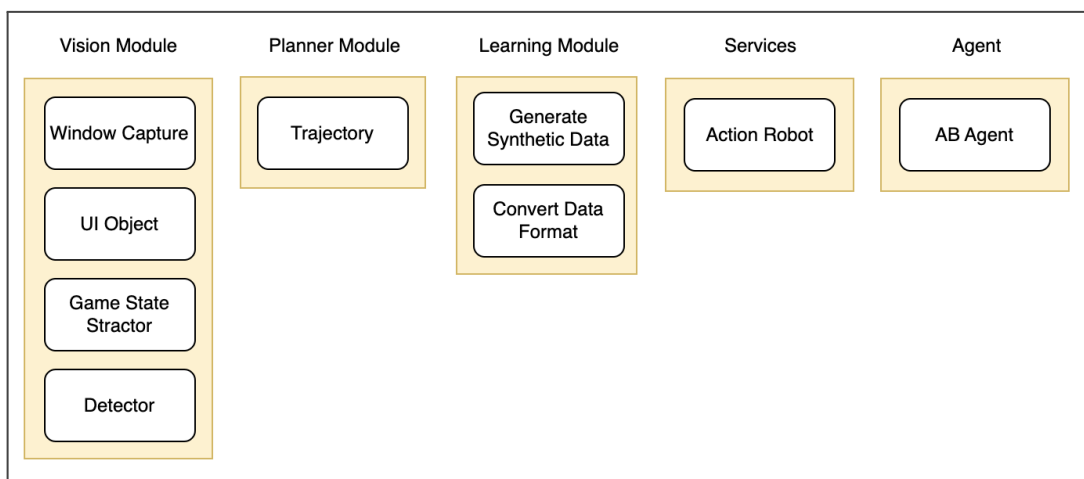 Vision Module
Planner Module
Learning Module
Services
Agent
Window Capture
UI Object
Game State
Stractor
Detector
Trajectory
Generate
Synthetic Data
Convert Data
Format
Action Robot
AB Agent